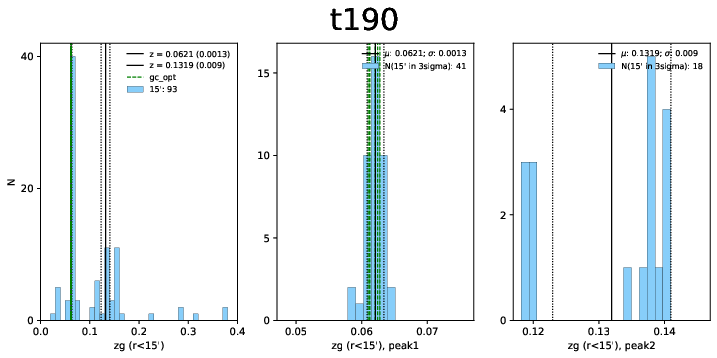 t190
z = 0.0621 (0.0013)
z = 0.1319 (0.009)
gc_opt
15': 93
N
0
20
40
0.0 0.1 0.2 0.3 0.4
zg (r<15')
μ: 0.0621; σ: 0.0013
N(15' in 3sigma): 41
0
5
10
15
0.05 0.06 0.07
zg (r<15'), peak1
μ: 0.1319; σ: 0.009
N(15' in 3sigma): 18
0
2
4
0.12 0.13 0.14
zg (r<15'), peak2